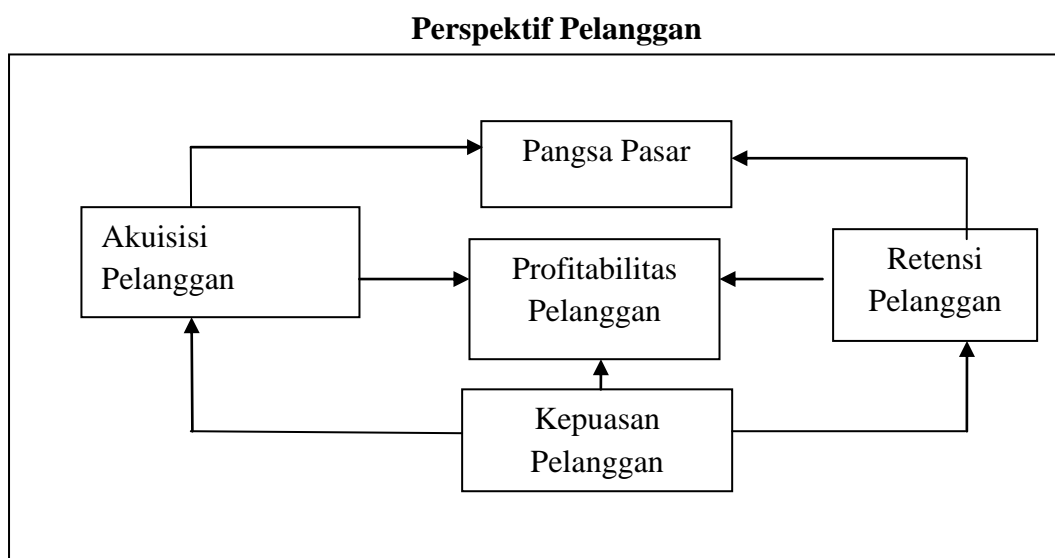 Perspektif Pelanggan
Pangsa Pasar
Akuisisi
Pelanggan
Profitabilitas
Pelanggan
Retensi
Pelanggan
Kepuasan
Pelanggan